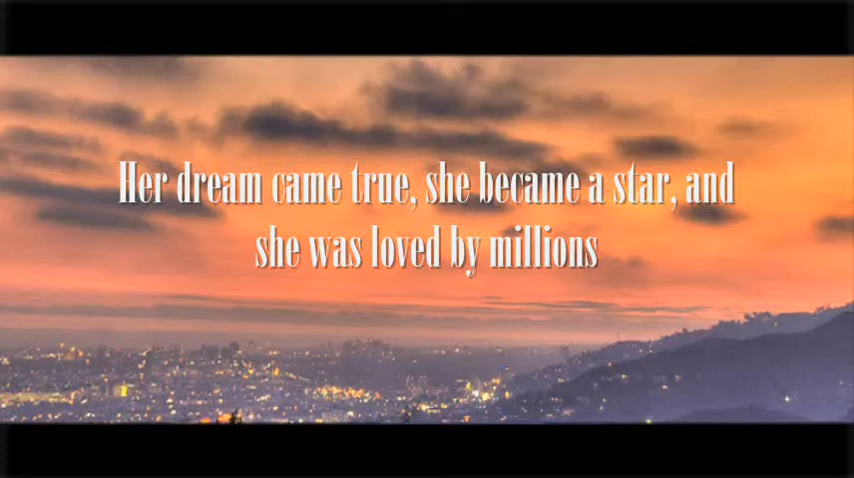 Her dream came true, she became a star, and
she was loved by millions